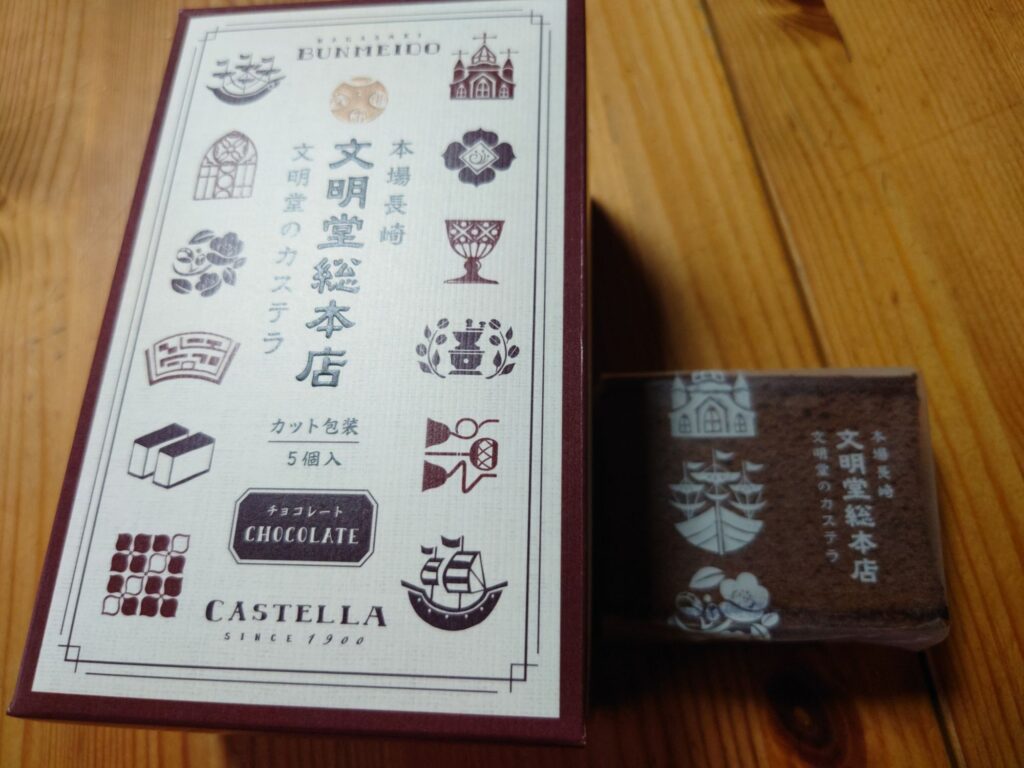 NAGASAKI
BUNMEIDO
本場長崎
文明堂総本店
文明堂のカステラ
カット包装
5個入
チョコレート
CHOCOLATE
CASTELLA
SINCE 1900
本場長崎
文明堂総本店
文明堂のカステラ